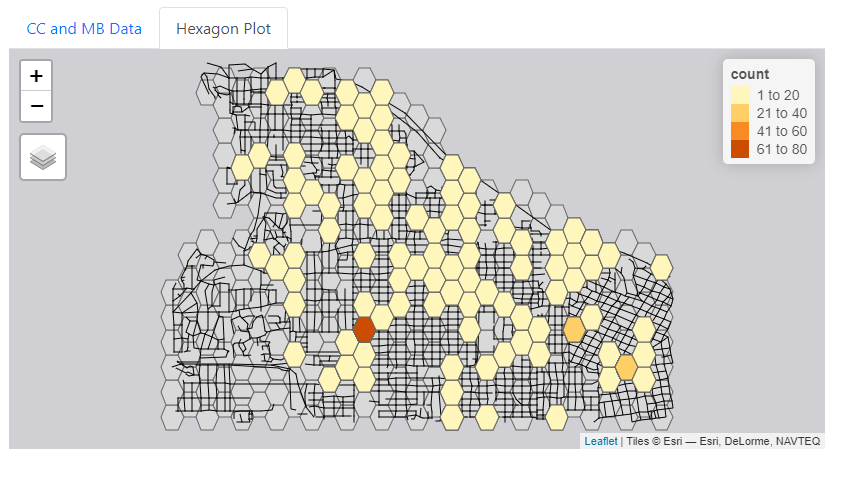 CC and MB Data
Hexagon Plot
+
−
count
1 to 20
21 to 40
41 to 60
61 to 80
Leaflet | Tiles © Esri — Esri, DeLorme, NAVTEQ